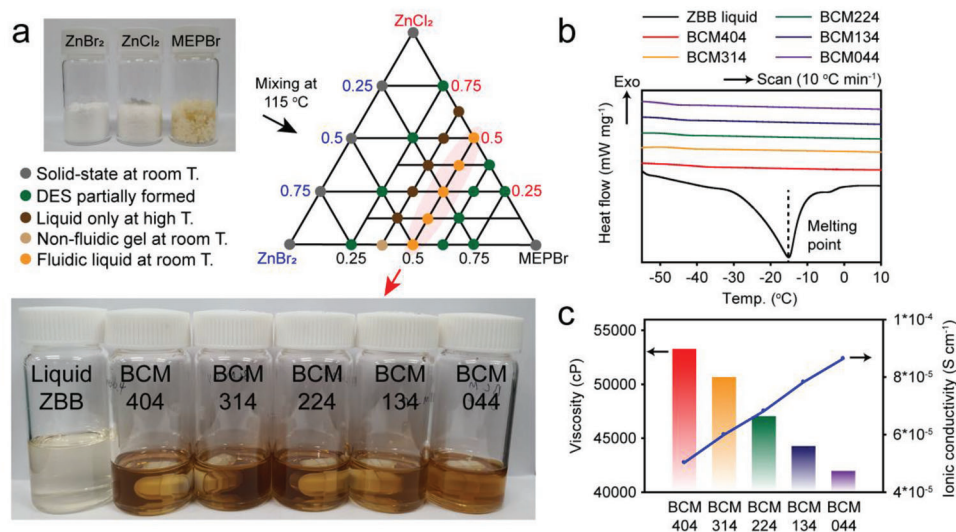 a
ZnBr₂ ZnCl₂ MEPBr
Mixing at
115 °C
Solid-state at room T.
DES partially formed
Liquid only at high T.
Non-fluidic gel at room T.
Fluidic liquid at room T.
ZnCl₂
0.25 0.75
0.5 0.5
0.75 0.25
ZnBr₂ 0.25 0.5 0.75 MEPBr
Liquid
ZBB
BCM
404
BCM
314
BCM
224
BCM
134
BCM
044
b
ZBB liquid BCM224
BCM404 BCM134
BCM314 BCM044
Exo
Scan (10 °C min⁻¹)
Heat flow (mW mg⁻¹)
Melting
point
-50 -40 -30 -20 -10 0 10
Temp. (°C)
c
55000
50000
45000
40000
Viscosity (cP)
1*10⁻⁴
8*10⁻⁵
6*10⁻⁵
4*10⁻⁵
Ionic conductivity (S cm⁻¹)
BCM BCM BCM BCM BCM
404 314 224 134 044